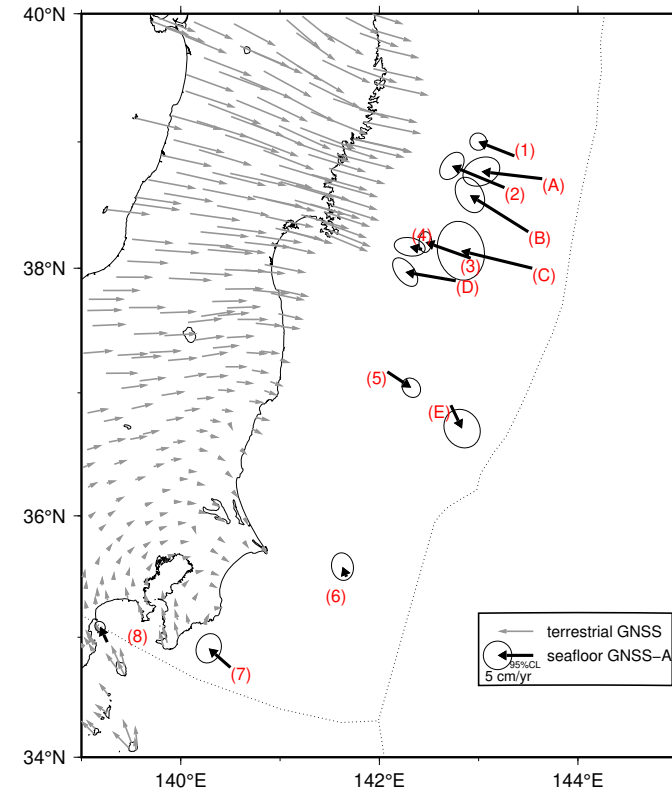 40°N
(1)
(A)
(2)
(B)
(4)
(3)
(C)
38°N
(D)
(5)
(E)
36°N
(6)
(8)
(7)
terrestrial GNSS
seafloor GNSS-A
95%CL
5 cm/yr
34°N
140°E
142°E
144°E